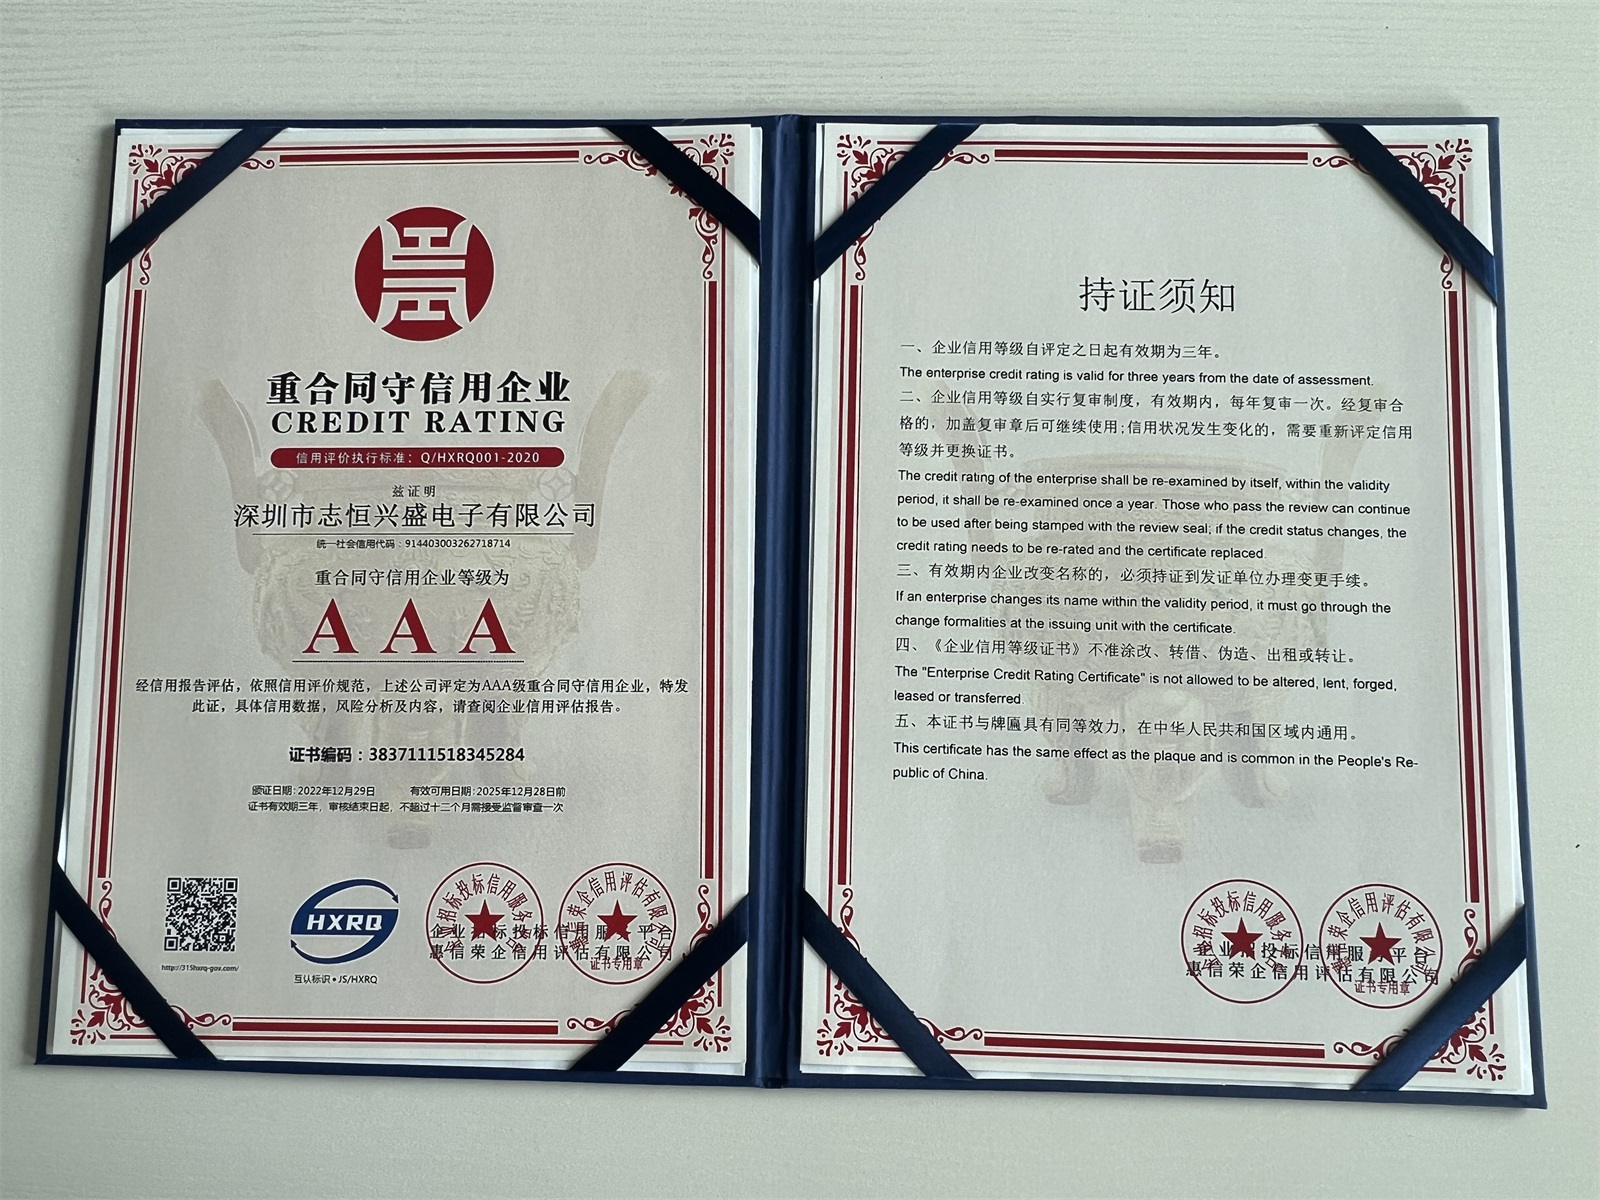 重合同守信用企业
CREDIT RATING
信用评价执行标准：Q/HXRQ001-2020
兹证明
深圳市志恒兴盛电子有限公司
统一社会信用代码：914403003262718714
重合同守信用企业等级为
AAA
经信用报告评估，依照信用评价规范，上述公司评定为AAA级重合同守信用企业，特发
此证，具体信用数据，风险分析及内容，请查阅企业信用评估报告。
证书编码：3837111518345284
颁证日期：2022年12月29日 有效可用日期：2025年12月28日前
证书有效期三年，审核结束日起，不超过十二个月需接受监督审查一次
http://315hxrq-gov.com/
HXRQ
互认标识•JS/HXRQ
企业招标投标信用服务平台
惠信荣企信用评估有限公司
证书专用章
持证须知
一、企业信用等级自评定之日起有效期为三年。
The enterprise credit rating is valid for three years from the date of assessment.
二、企业信用等级自实行复审制度，有效期内，每年复审一次。经复审合
格的，加盖复审章后可继续使用;信用状况发生变化的，需要重新评定信用
等级并更换证书。
The credit rating of the enterprise shall be re-examined by itself, within the validity
period, it shall be re-examined once a year. Those who pass the review can continue
to be used after being stamped with the review seal; if the credit status changes, the
credit rating needs to be re-rated and the certificate replaced.
三、有效期内企业改变名称的，必须持证到发证单位办理变更手续。
If an enterprise changes its name within the validity period, it must go through the
change formalities at the issuing unit with the certificate.
四、《企业信用等级证书》不准涂改、转借、伪造、出租或转让。
The "Enterprise Credit Rating Certificate" is not allowed to be altered, lent, forged,
leased or transferred.
五、本证书与牌匾具有同等效力，在中华人民共和国区域内通用。
This certificate has the same effect as the plaque and is common in the People's Re-
public of China.
企业招标投标信用服务平台
惠信荣企信用评估有限公司
证书专用章